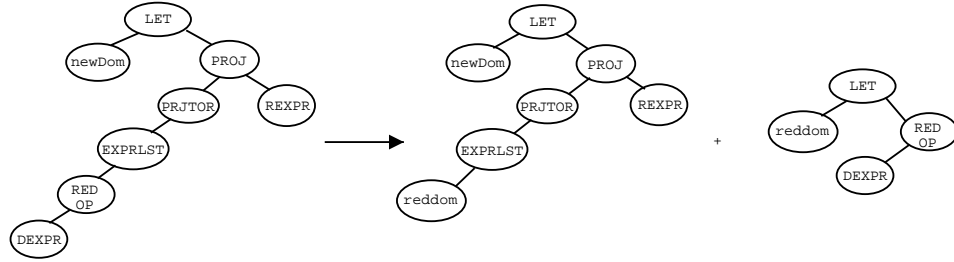 LET
newDom
PROJ
PRJTOR
REXPR
EXPRLST
RED
OP
DEXPR
LET
newDom
PROJ
PRJTOR
REXPR
EXPRLST
reddom
+
LET
reddom
RED
OP
DEXPR